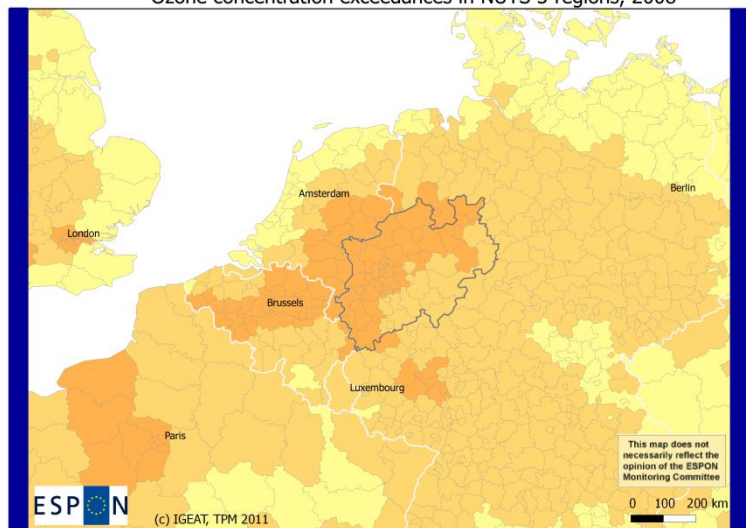 Ozone concentration exceedances in NUTS 3 regions, 2008
Amsterdam
Berlin
London
Brussels
Luxembourg
Paris
This map does not
necessarily reflect the
opinion of the ESPON
Monitoring Committee
ESPON
(c) IGEAT, TPM 2011
0 100 200 km